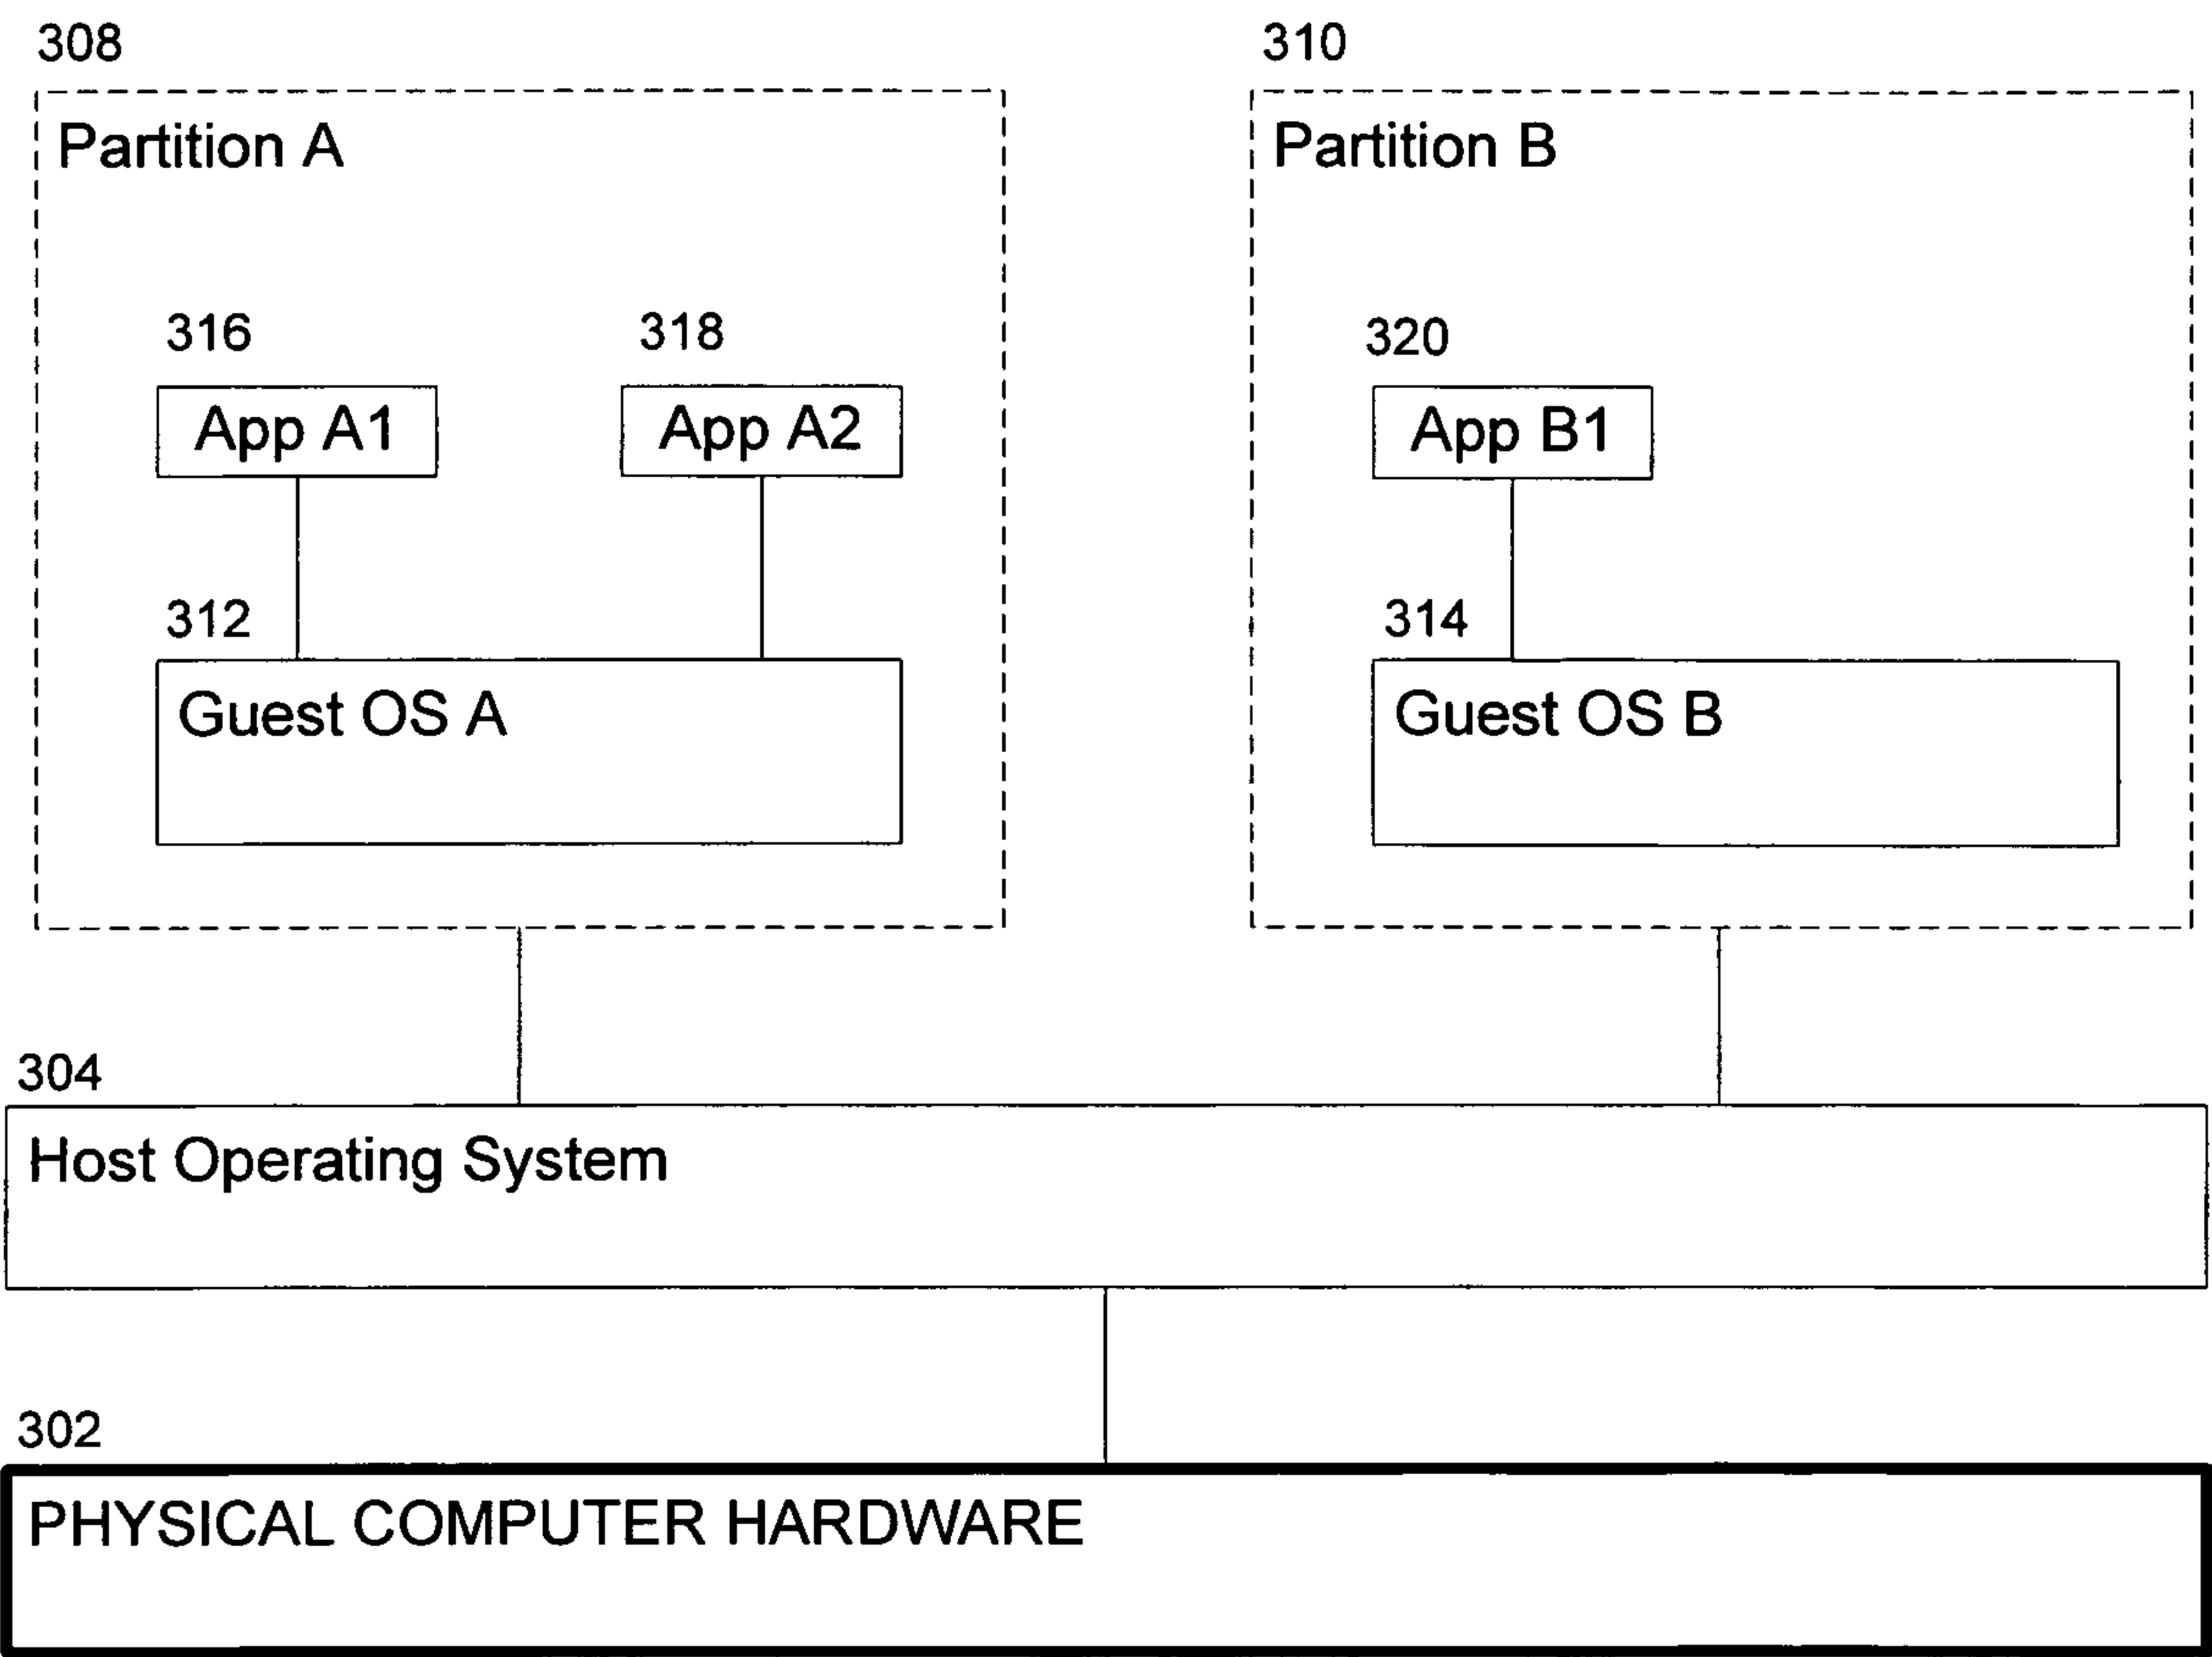 308
310
Partition A
Partition B
316
318
320
App A1
App A2
App B1
312
314
Guest OS A
Guest OS B
304
Host Operating System
302
PHYSICAL COMPUTER HARDWARE